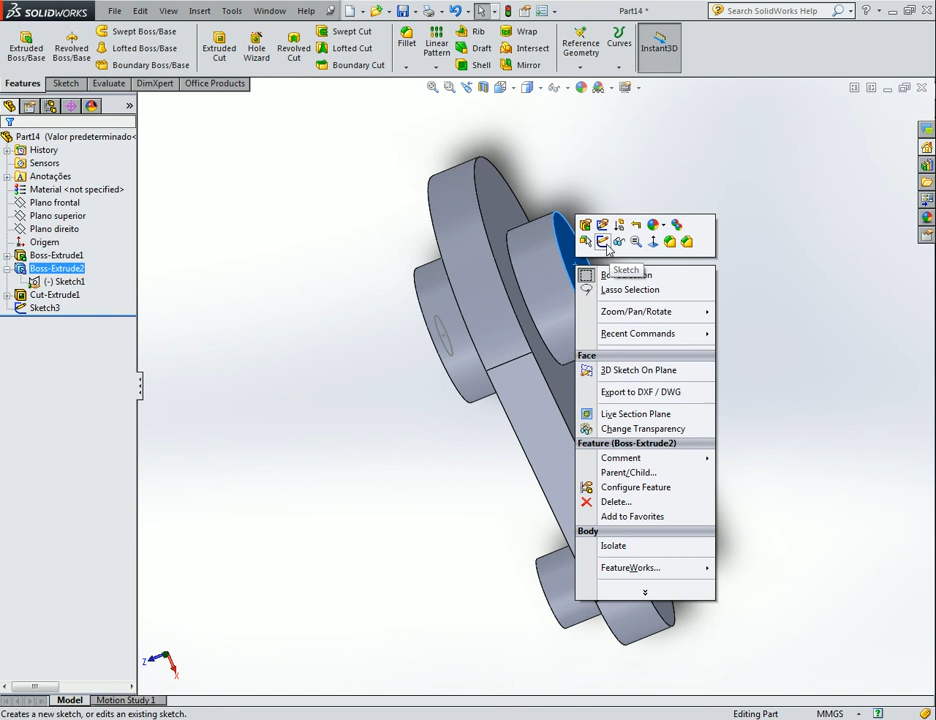 SOLIDWORKS File Edit View Insert Tools Window Help Part14 * Search SolidWorks Help
Extruded Boss/Base
Revolved Boss/Base
Swept Boss/Base
Lofted Boss/Base
Boundary Boss/Base
Extruded Cut
Hole Wizard
Revolved Cut
Swept Cut
Lofted Cut
Boundary Cut
Fillet
Linear Pattern
Rib
Draft
Shell
Wrap
Intersect
Mirror
Reference Geometry
Curves
Instant3D
Features Sketch Evaluate DimXpert Office Products
Part14 (Valor predeterminado<
History
Sensors
Anotações
Material <not specified>
Plano frontal
Plano superior
Plano direito
Origem
Boss-Extrude1
Boss-Extrude2
(-) Sketch1
Cut-Extrude1
Sketch3
Sketch
Lasso Selection
Zoom/Pan/Rotate
Recent Commands
Face
3D Sketch On Plane
Export to DXF / DWG
Live Section Plane
Change Transparency
Feature (Boss-Extrude2)
Comment
Parent/Child...
Configure Feature
Delete...
Add to Favorites
Body
Isolate
FeatureWorks...
Z
X
Model Motion Study 1
Creates a new sketch, or edits an existing sketch. Editing Part MMGS